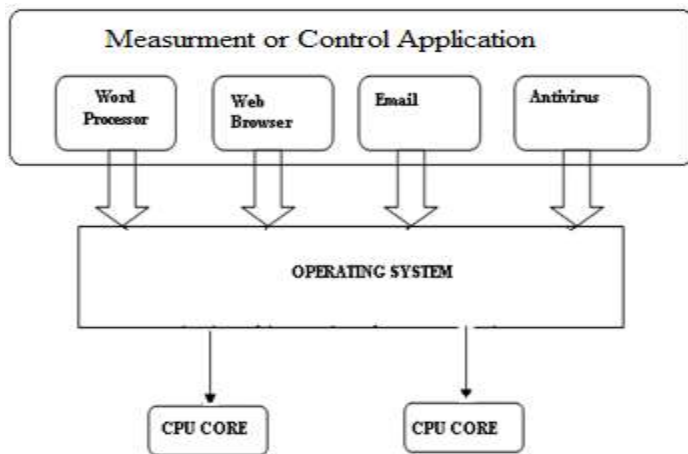 Measurment or Control Application
Word
Processor
Web
Browser
Email
Antivirus
OPERATING SYSTEM
CPU CORE
CPU CORE